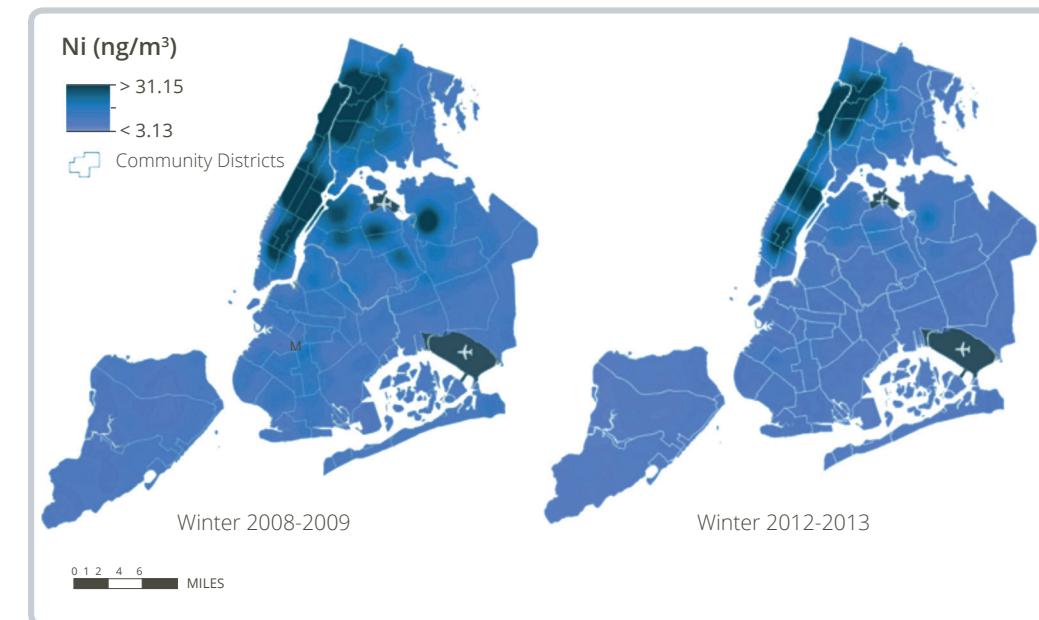 Ni (ng/m³)
> 31.15
< 3.13
Community Districts
M
Winter 2008-2009
Winter 2012-2013
0 1 2 4 6
MILES